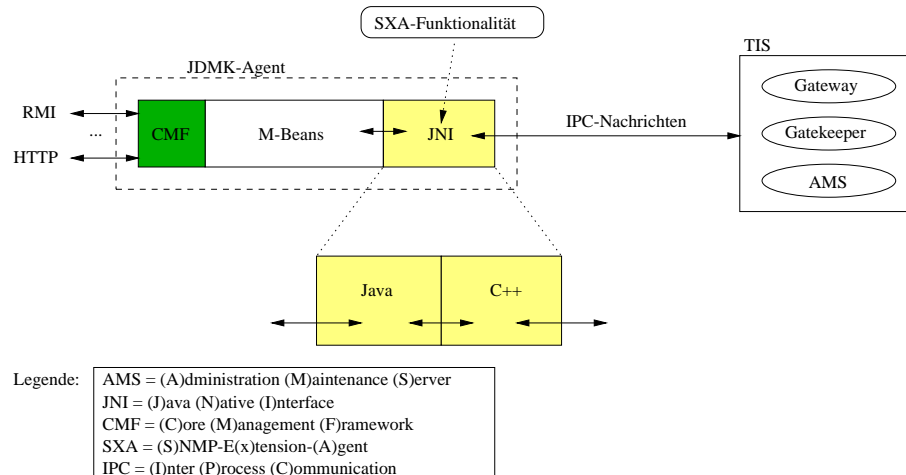 SXA-Funktionalität
TIS
JDMK-Agent
Gateway
RMI
...
HTTP
CMF
M-Beans
JNI
IPC-Nachrichten
Gatekeeper
AMS
Java
C++
Legende:
AMS = (A)dministration (M)aintenance (S)erver
JNI = (J)ava (N)ative (I)nterface
CMF = (C)ore (M)anagement (F)ramework
SXA = (S)NMP-E(x)tension-(A)gent
IPC = (I)nter (P)rocess (C)ommunication